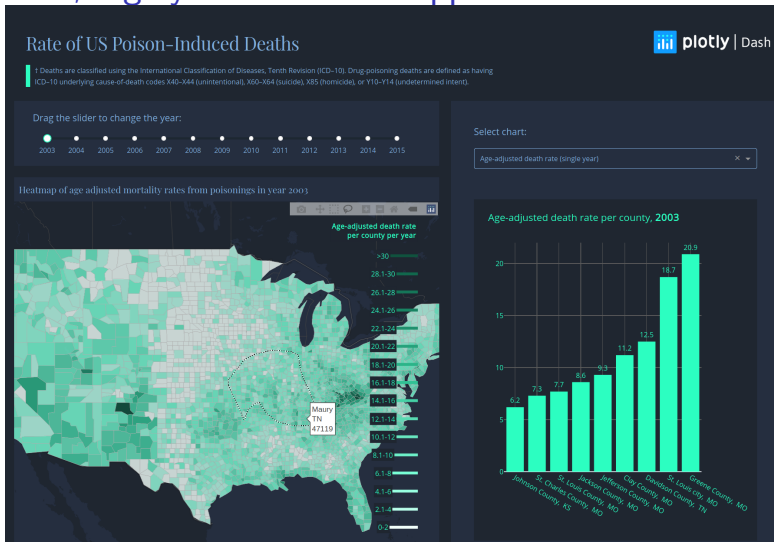 Rate of US Poison-Induced Deaths
plotly | Dash
† Deaths are classified using the International Classification of Diseases, Tenth Revision (ICD–10). Drug-poisoning deaths are defined as having
ICD–10 underlying cause-of-death codes X40–X44 (unintentional), X60–X64 (suicide), X85 (homicide), or Y10–Y14 (undetermined intent).
Drag the slider to change the year:
2003 2004 2005 2006 2007 2008 2009 2010 2011 2012 2013 2014 2015
Heatmap of age adjusted mortality rates from poisonings in year 2003
Age-adjusted death rate
per county per year
>30
28.1-30
26.1-28
24.1-26
22.1-24
20.1-22
18.1-20
16.1-18
14.1-16
12.1-14
10.1-12
8.1-10
6.1-8
4.1-6
2.1-4
0-2
Maury
TN
47119
Select chart:
Age-adjusted death rate (single year)
Age-adjusted death rate per county, 2003
20
15
10
5
0
6.2
7.3
7.7
8.6
9.3
11.2
12.5
18.7
20.9
Johnson County, KS
St. Charles County, MO
St. Louis County, MO
Jackson County, MO
Jefferson County, MO
Clay County, MO
Davidson County, TN
St. Louis city, MO
Greene County, MO